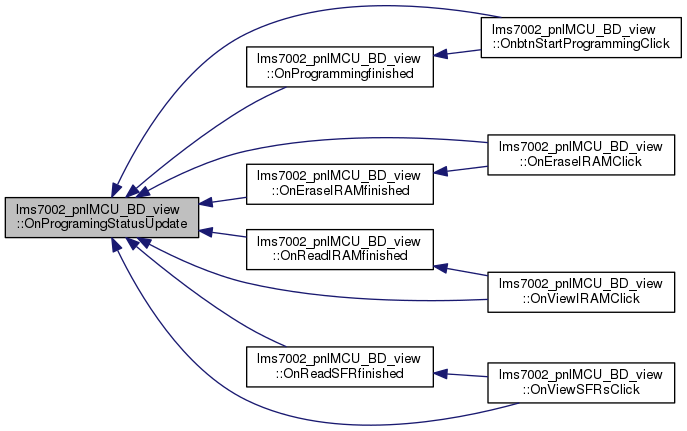 lms7002_pnlMCU_BD_view
::OnbtnStartProgrammingClick
lms7002_pnlMCU_BD_view
::OnProgrammingfinished
lms7002_pnlMCU_BD_view
::OnEraseIRAMClick
lms7002_pnlMCU_BD_view
::OnEraseIRAMfinished
lms7002_pnlMCU_BD_view
::OnProgramingStatusUpdate
lms7002_pnlMCU_BD_view
::OnReadIRAMfinished
lms7002_pnlMCU_BD_view
::OnViewIRAMClick
lms7002_pnlMCU_BD_view
::OnReadSFRfinished
lms7002_pnlMCU_BD_view
::OnViewSFRsClick